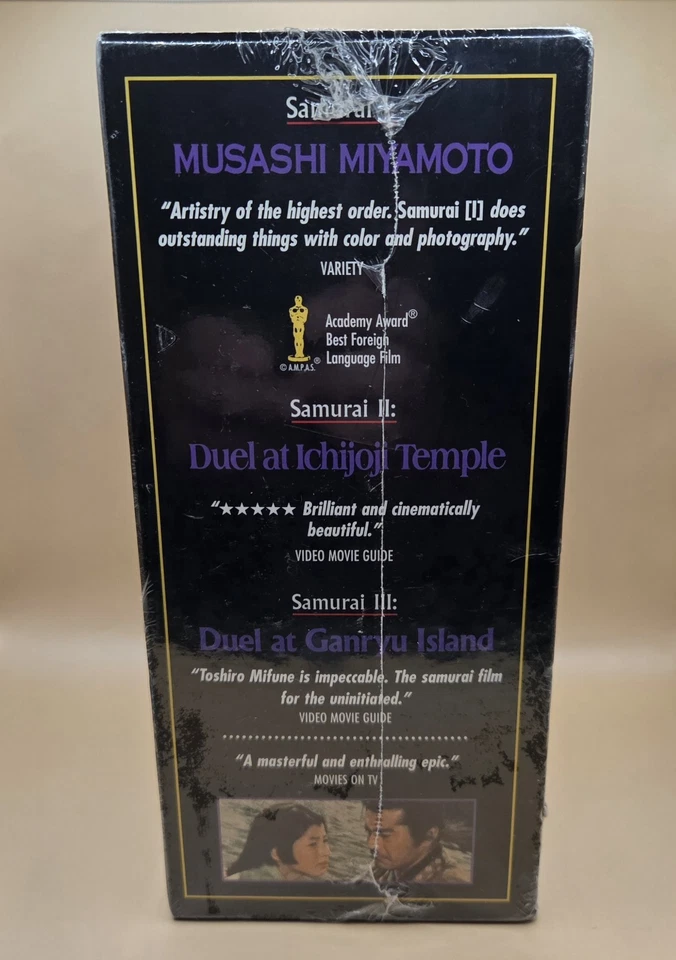 Samurai I:
MUSASHI MIYAMOTO
“Artistry of the highest order. Samurai [I] does
outstanding things with color and photography.”
VARIETY
Academy Award®
Best Foreign
Language Film
© A.M.P.A.S.®
Samurai II:
Duel at Ichijoji Temple
“★★★★★ Brilliant and cinematically
beautiful.”
VIDEO MOVIE GUIDE
Samurai III:
Duel at Ganryu Island
“Toshiro Mifune is impeccable. The samurai film
for the uninitiated.”
VIDEO MOVIE GUIDE
“A masterful and enthralling epic.”
MOVIES ON TV